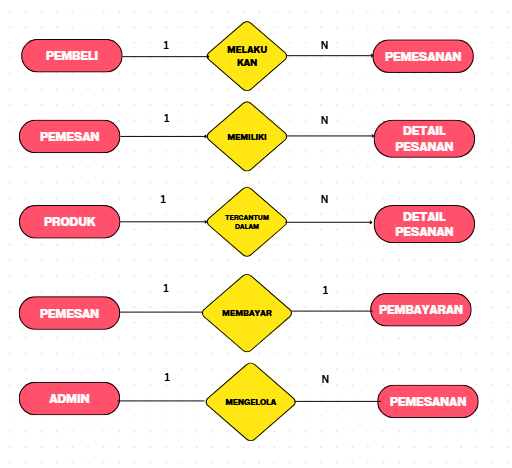 PEMBELI
1
MELAKU
KAN
N
PEMESANAN
PEMESAN
1
MEMILIKI
N
DETAIL
PESANAN
PRODUK
1
TERCANTUM
DALAM
N
DETAIL
PESANAN
PEMESAN
1
MEMBAYAR
1
PEMBAYARAN
ADMIN
1
MENGELOLA
N
PEMESANAN